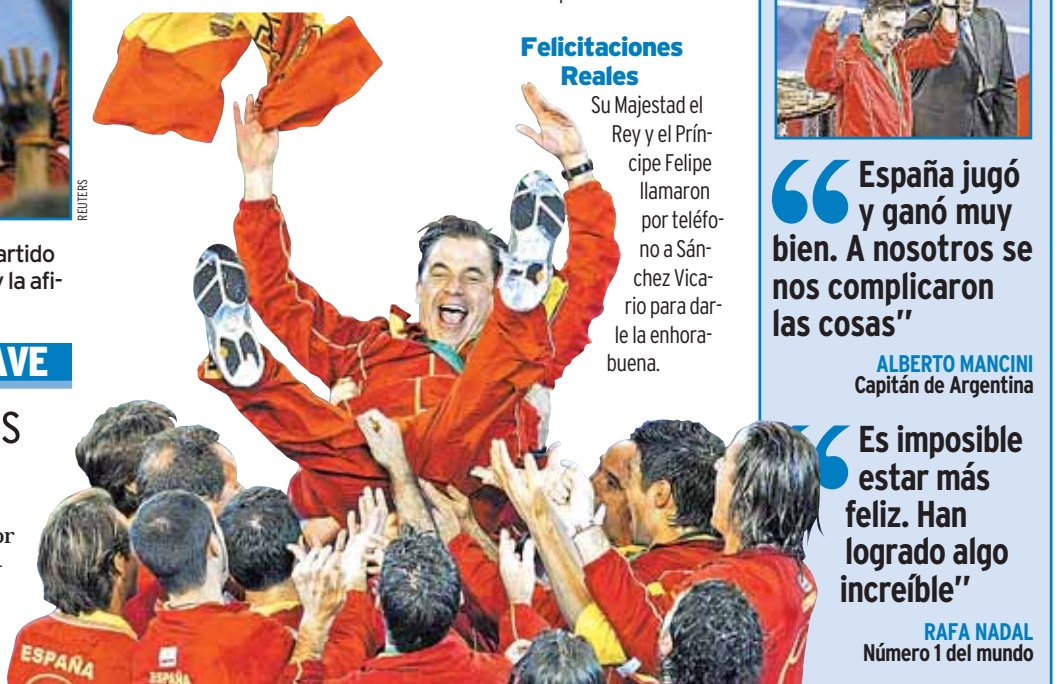 REUTERS
artido
y la afi-
AVE
S
or
Felicitaciones
Reales
Su Majestad el
Rey y el Prín-
cipe Felipe
llamaron
por teléfo-
no a Sán-
chez Vica-
rio para dar-
le la enhora-
buena.
“España jugó
y ganó muy
bien. A nosotros se
nos complicaron
las cosas”
ALBERTO MANCINI
Capitán de Argentina
“Es imposible
estar más
feliz. Han
logrado algo
increíble”
RAFA NADAL
Número 1 del mundo
ESPAÑA
ESPAÑA